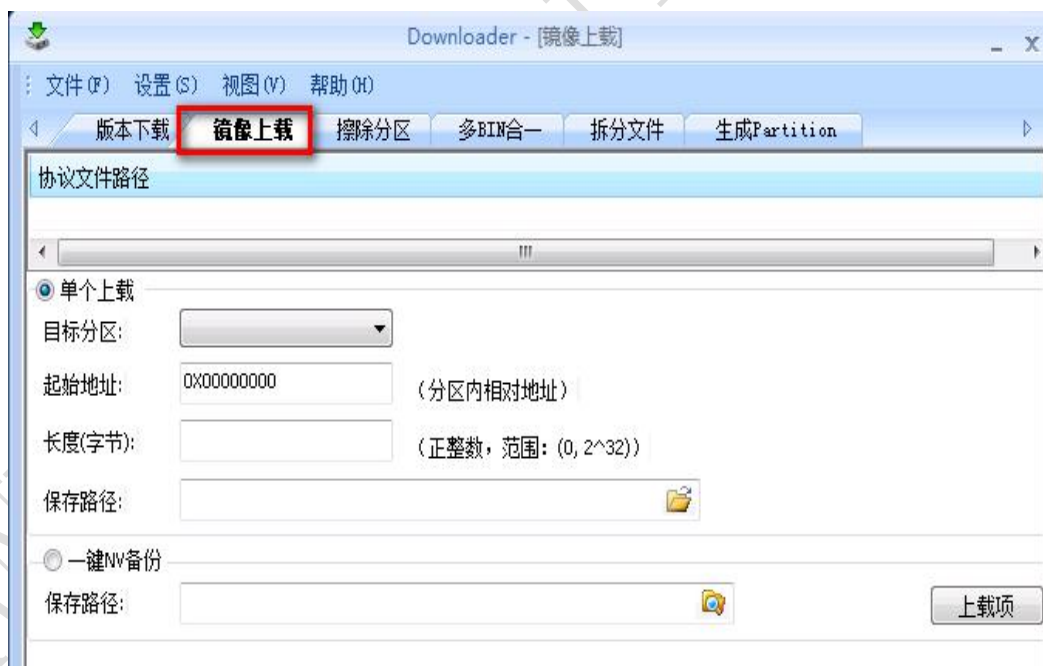 Downloader - [镜像上载]
文件(F) 设置(S) 视图(V) 帮助(H)
版本下载 镜像上载 擦除分区 多BIN合一 拆分文件 生成Partition
协议文件路径
单个上载
目标分区:
起始地址: 0X00000000 (分区内相对地址)
长度(字节): (正整数,范围: (0, 2^32))
保存路径:
一键NV备份
保存路径: 上载项